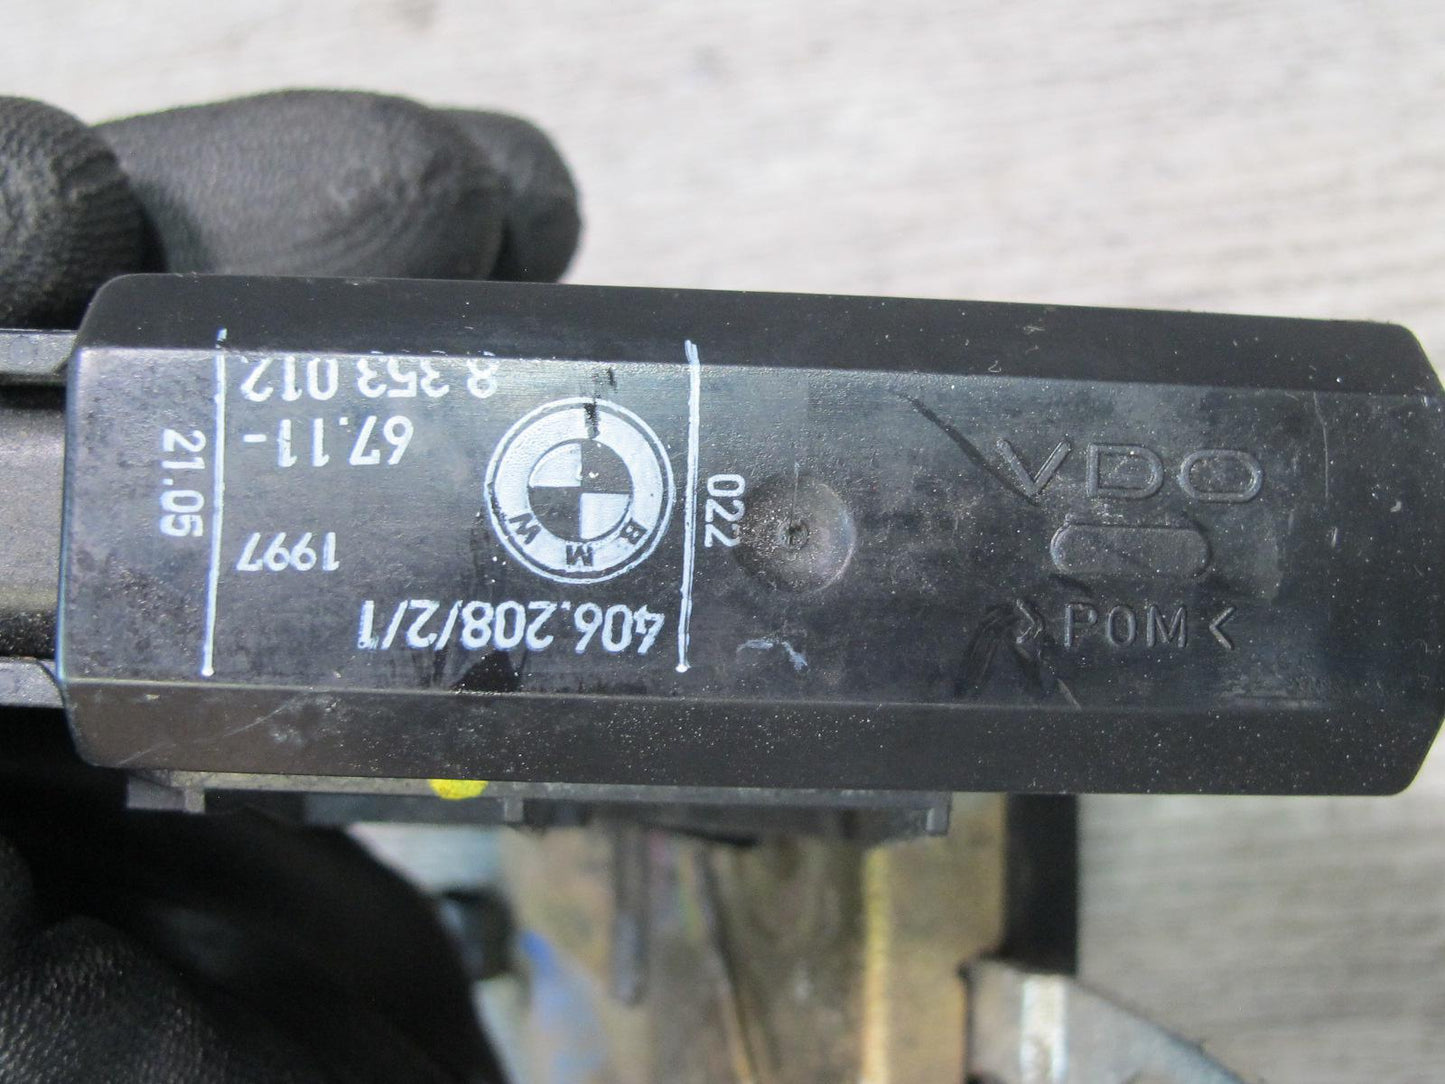 406.208/2/1
BMW
1997
67.11-
8 353 012
022
21.05
VDO
>POM<